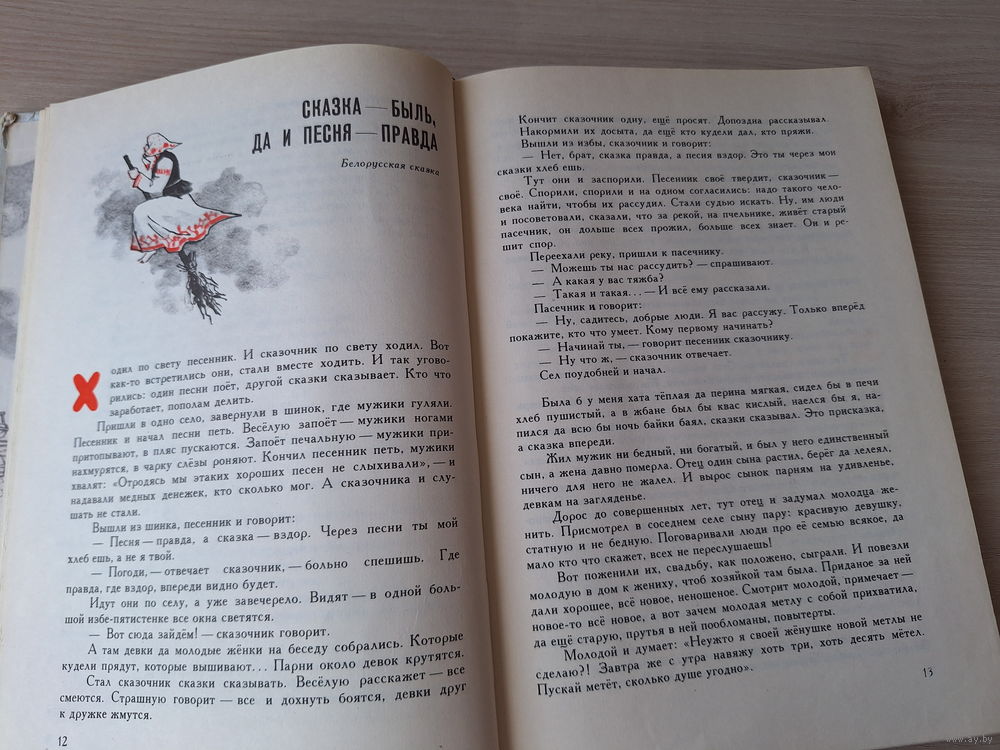 СКАЗКА — БЫЛЬ,
ДА И ПЕСНЯ — ПРАВДА
Белорусская сказка
Ходил по свету песенник. И сказочник по свету ходил. Вот
как-то встретились они, стали вместе ходить. И так угово-
рились: один песни поёт, другой сказки сказывает. Кто что
заработает, пополам делить.
Пришли в одно село, завернули в шинок, где мужики гуляли.
Песенник и начал песни петь. Весёлую запоёт — мужики ногами
притопывают, в пляс пускаются. Запоёт печальную — мужики при-
нахмурятся, в чарку слёзы роняют. Кончил песенник петь, мужики
хвалят: «Отродясь мы этаких хороших песен не слыхивали», — и
надавали медных денежек, кто сколько мог. А сказочника и слу-
шать не стали.
Вышли из шинка, песенник и говорит:
— Песня — правда, а сказка — вздор. Через песни ты мой
хлеб ешь, а не я твой.
— Погоди, — отвечает сказочник, — больно спешишь. Где
правда, где вздор, впереди видно будет.
Идут они по селу, а уже завечерело. Видят — в одной боль-
шой избе-пятистенке все окна светятся.
— Вот сюда зайдём! — сказочник говорит.
А там девки да молодые жёнки на беседу собрались. Которые
кудели прядут, которые вышивают... Парни около девок крутятся.
Стал сказочник сказки сказывать. Весёлую расскажет — все
смеются. Страшную говорит — все и дохнуть боятся, девки друг
к дружке жмутся.
12
Кончит сказочник одну, ещё просят. Допоздна рассказывал.
Накормили их досыта, да ещё кто кудели дал, кто пряжи.
Вышли из избы, сказочник и говорит:
— Нет, брат, сказка правда, а песня вздор. Это ты через мои
сказки хлеб ешь.
Тут они и заспорили. Песенник своё твердит, сказочник —
своё. Спорили, спорили и на одном согласились: надо такого чело-
века найти, чтобы их рассудил. Стали судью искать. Ну, им люди
и посоветовали, сказали, что за рекой, на пчельнике, живёт старый
пасечник, он дольше всех прожил, больше всех знает. Он и ре-
шит спор.
Переехали реку, пришли к пасечнику.
— Можешь ты нас рассудить? — спрашивают.
— А какая у вас тяжба?
— Такая и такая... — И всё ему рассказали.
Пасечник и говорит:
— Ну, садитесь, добрые люди. Я вас рассужу. Только вперёд
покажите, кто что умеет. Кому первому начинать?
— Начинай ты, — говорит песенник сказочнику.
— Ну что ж, — сказочник отвечает.
Сел поудобней и начал.
Была б у меня хата тёплая да перина мягкая, сидел бы в печи
хлеб пушистый, а в жбане был бы квас кислый, наелся бы я, на-
пился да всю бы ночь байки баял, сказки сказывал. Это присказка,
а сказка впереди.
Жил мужик ни бедный, ни богатый, и был у него единственный
сын, а жена давно померла. Отец один сына растил, берёг да лелеял,
ничего для него не жалел. И вырос сынок парням на удивленье,
девкам на загляденье.
Дорос до совершенных лет, тут отец и задумал молодца же-
нить. Присмотрел в соседнем селе сыну пару: красивую девушку,
статную и не бедную. Поговаривали люди про её семью всякое, да
мало кто что скажет, всех не переслушаешь!
Вот поженили их, свадьбу, как положено, сыграли. И повезли
молодую в дом к жениху, чтоб хозяйкой там была. Приданое за ней
дали хорошее, всё новое, неношеное. Смотрит молодой, примечает —
новое-то всё новое, а вот зачем молодая метлу с собой прихватила,
да ещё старую, прутья в ней пообломаны, повытерты.
Молодой и думает: «Неужто я своей жёнушке новой метлы не
сделаю?! Завтра же с утра навяжу хоть три, хоть десять мётел.
Пускай метёт, сколько душе угодно».
13
www.ay.by